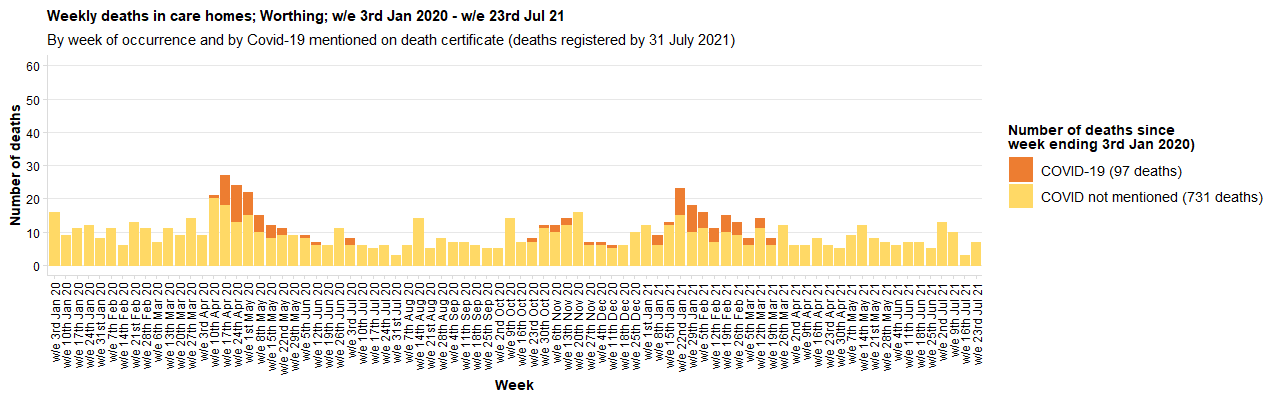 Weekly deaths in care homes; Worthing; w/e 3rd Jan 2020 - w/e 23rd Jul 21
By week of occurrence and by Covid-19 mentioned on death certificate (deaths registered by 31 July 2021)
60
50
40
30
20
10
0
Number of deaths
w/e 3rd Jan 20
w/e 10th Jan 20
w/e 17th Jan 20
w/e 24th Jan 20
w/e 31st Jan 20
w/e 7th Feb 20
w/e 14th Feb 20
w/e 21st Feb 20
w/e 28th Feb 20
w/e 6th Mar 20
w/e 13th Mar 20
w/e 20th Mar 20
w/e 27th Mar 20
w/e 3rd Apr 20
w/e 10th Apr 20
w/e 17th Apr 20
w/e 24th Apr 20
w/e 1st May 20
w/e 8th May 20
w/e 15th May 20
w/e 22nd May 20
w/e 29th May 20
w/e 5th Jun 20
w/e 12th Jun 20
w/e 19th Jun 20
w/e 26th Jun 20
w/e 3rd Jul 20
w/e 10th Jul 20
w/e 17th Jul 20
w/e 24th Jul 20
w/e 31st Jul 20
w/e 7th Aug 20
w/e 14th Aug 20
w/e 21st Aug 20
w/e 28th Aug 20
w/e 4th Sep 20
w/e 11th Sep 20
w/e 18th Sep 20
w/e 25th Sep 20
w/e 2nd Oct 20
w/e 9th Oct 20
w/e 16th Oct 20
w/e 23rd Oct 20
w/e 30th Oct 20
w/e 6th Nov 20
w/e 13th Nov 20
w/e 20th Nov 20
w/e 27th Nov 20
w/e 4th Dec 20
w/e 11th Dec 20
w/e 18th Dec 20
w/e 25th Dec 20
w/e 1st Jan 21
w/e 8th Jan 21
w/e 15th Jan 21
w/e 22nd Jan 21
w/e 29th Jan 21
w/e 5th Feb 21
w/e 12th Feb 21
w/e 19th Feb 21
w/e 26th Feb 21
w/e 5th Mar 21
w/e 12th Mar 21
w/e 19th Mar 21
w/e 26th Mar 21
w/e 2nd Apr 21
w/e 9th Apr 21
w/e 16th Apr 21
w/e 23rd Apr 21
w/e 30th Apr 21
w/e 7th May 21
w/e 14th May 21
w/e 21st May 21
w/e 28th May 21
w/e 4th Jun 21
w/e 11th Jun 21
w/e 18th Jun 21
w/e 25th Jun 21
w/e 2nd Jul 21
w/e 9th Jul 21
w/e 16th Jul 21
w/e 23rd Jul 21
Week
Number of deaths since
week ending 3rd Jan 2020)
COVID-19 (97 deaths)
COVID not mentioned (731 deaths)